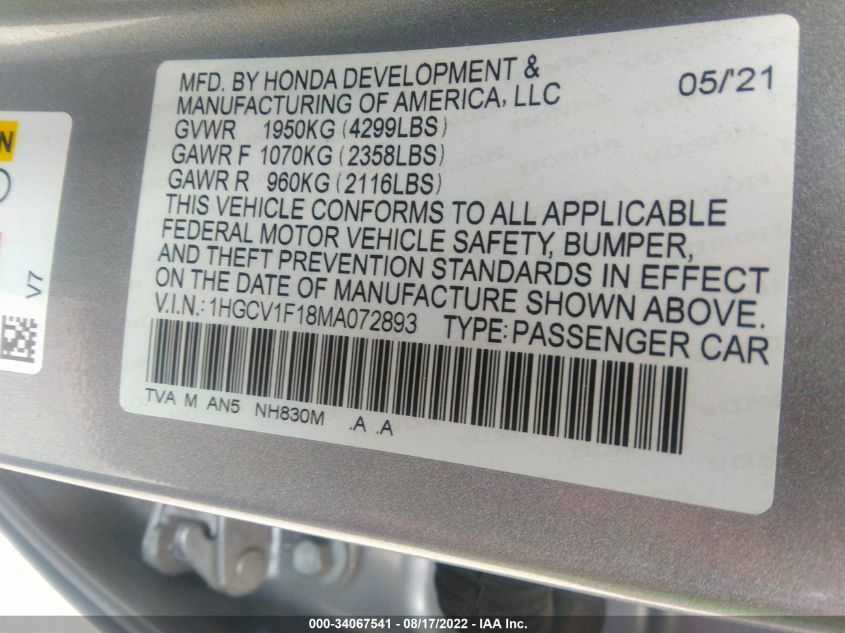 MFD. BY HONDA DEVELOPMENT &
MANUFACTURING OF AMERICA, LLC 05/'21
GVWR 1950KG (4299LBS)
GAWR F 1070KG (2358LBS)
GAWR R 960KG (2116LBS)
THIS VEHICLE CONFORMS TO ALL APPLICABLE
FEDERAL MOTOR VEHICLE SAFETY, BUMPER,
AND THEFT PREVENTION STANDARDS IN EFFECT
ON THE DATE OF MANUFACTURE SHOWN ABOVE.
V.I.N.: 1HGCV1F18MA072893 TYPE: PASSENGER CAR
TVA M AN5 NH830M .A .A
V7
000-34067541 - 08/17/2022 - IAA Inc.